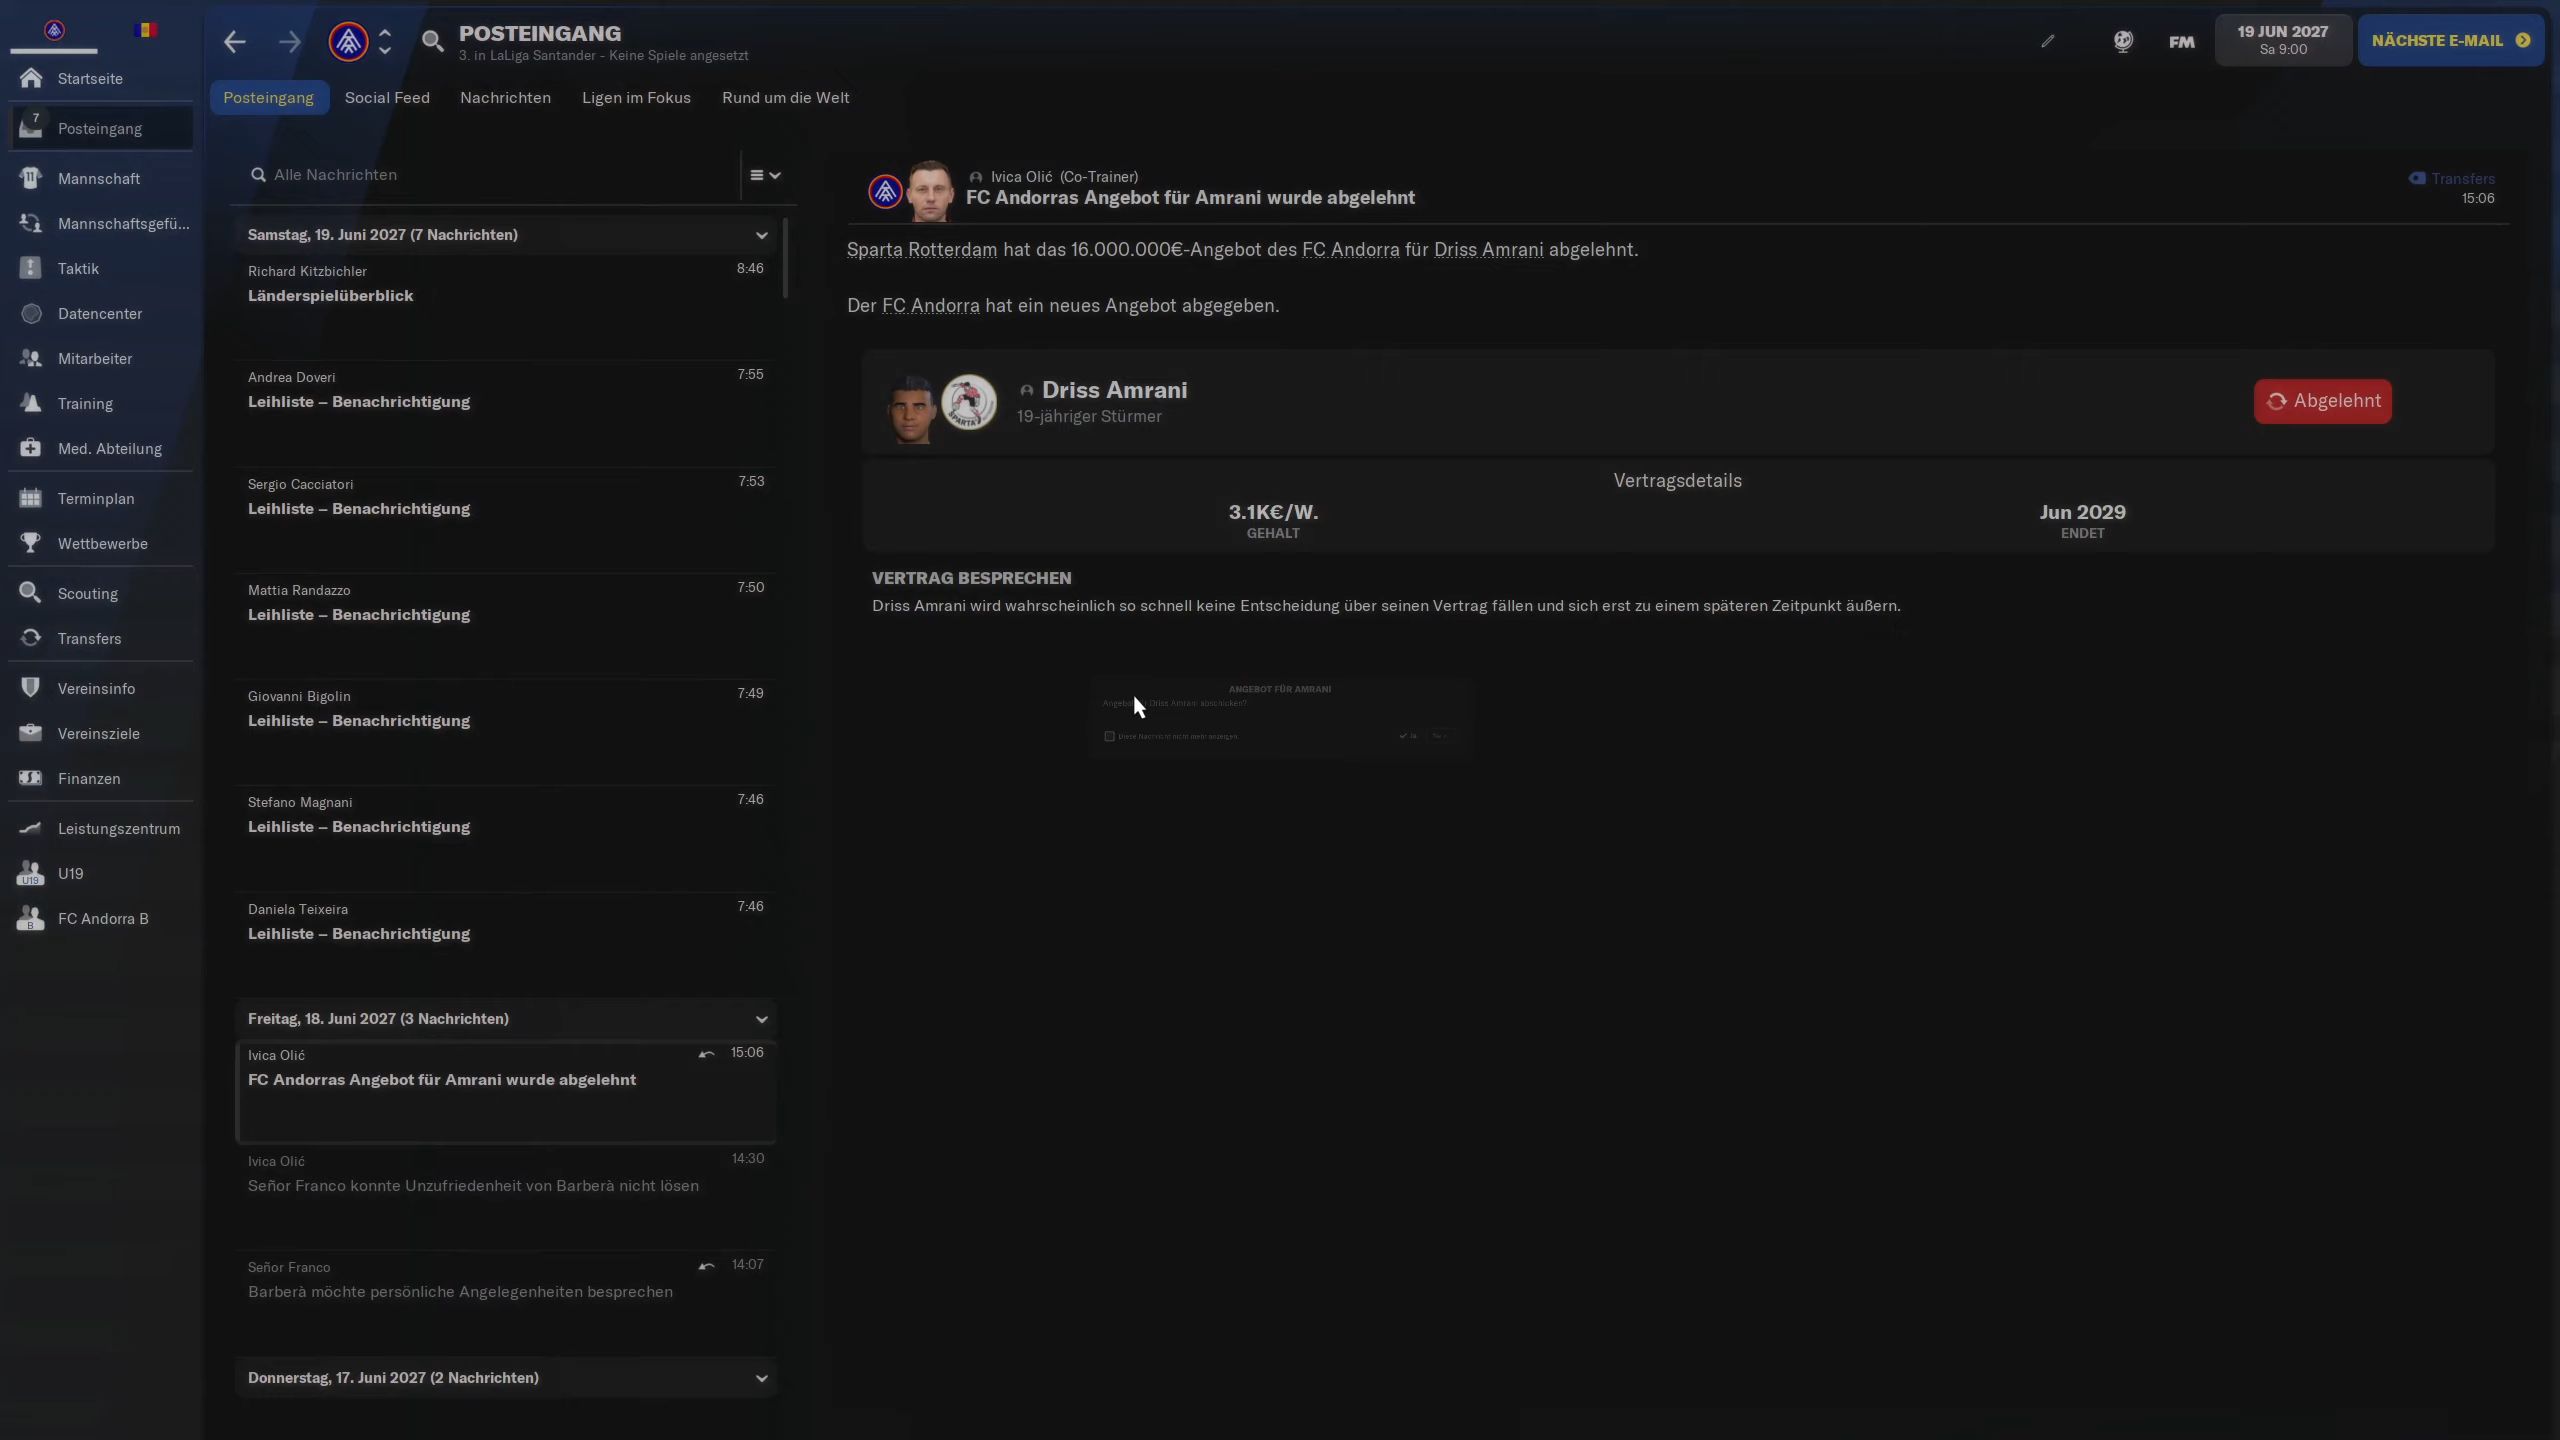 Startseite
7
Posteingang
Mannschaft
Mannschaftsgefü...
Taktik
Datencenter
Mitarbeiter
Training
Med. Abteilung
Terminplan
Wettbewerbe
Scouting
Transfers
Vereinsinfo
Vereinsziele
Finanzen
Leistungszentrum
U19
U19
B
FC Andorra B
POSTEINGANG
3. in LaLiga Santander - Keine Spiele angesetzt
FM
19 JUN 2027
Sa 9:00
NÄCHSTE E-MAIL
Posteingang
Social Feed
Nachrichten
Ligen im Fokus
Rund um die Welt
Alle Nachrichten
Samstag, 19. Juni 2027 (7 Nachrichten)
Richard Kitzbichler 8:46
Länderspielüberblick
Andrea Doveri 7:55
Leihliste – Benachrichtigung
Sergio Cacciatori 7:53
Leihliste – Benachrichtigung
Mattia Randazzo 7:50
Leihliste – Benachrichtigung
Giovanni Bigolin 7:49
Leihliste – Benachrichtigung
Stefano Magnani 7:46
Leihliste – Benachrichtigung
Daniela Teixeira 7:46
Leihliste – Benachrichtigung
Freitag, 18. Juni 2027 (3 Nachrichten)
Ivica Olić 15:06
FC Andorras Angebot für Amrani wurde abgelehnt
Ivica Olić 14:30
Señor Franco konnte Unzufriedenheit von Barberà nicht lösen
Señor Franco 14:07
Barberà möchte persönliche Angelegenheiten besprechen
Donnerstag, 17. Juni 2027 (2 Nachrichten)
Ivica Olić (Co-Trainer)
FC Andorras Angebot für Amrani wurde abgelehnt
Transfers
15:06
Sparta Rotterdam hat das 16.000.000€-Angebot des FC Andorra für Driss Amrani abgelehnt.
Der FC Andorra hat ein neues Angebot abgegeben.
SPARTA
Driss Amrani
19-jähriger Stürmer
Abgelehnt
Vertragsdetails
3.1K€/W.
GEHALT
Jun 2029
ENDET
VERTRAG BESPRECHEN
Driss Amrani wird wahrscheinlich so schnell keine Entscheidung über seinen Vertrag fällen und sich erst zu einem späteren Zeitpunkt äußern.
ANGEBOT FÜR AMRANI
Driss Amrani abschicken?
Diese Nachricht nicht mehr anzeigen.
Ja